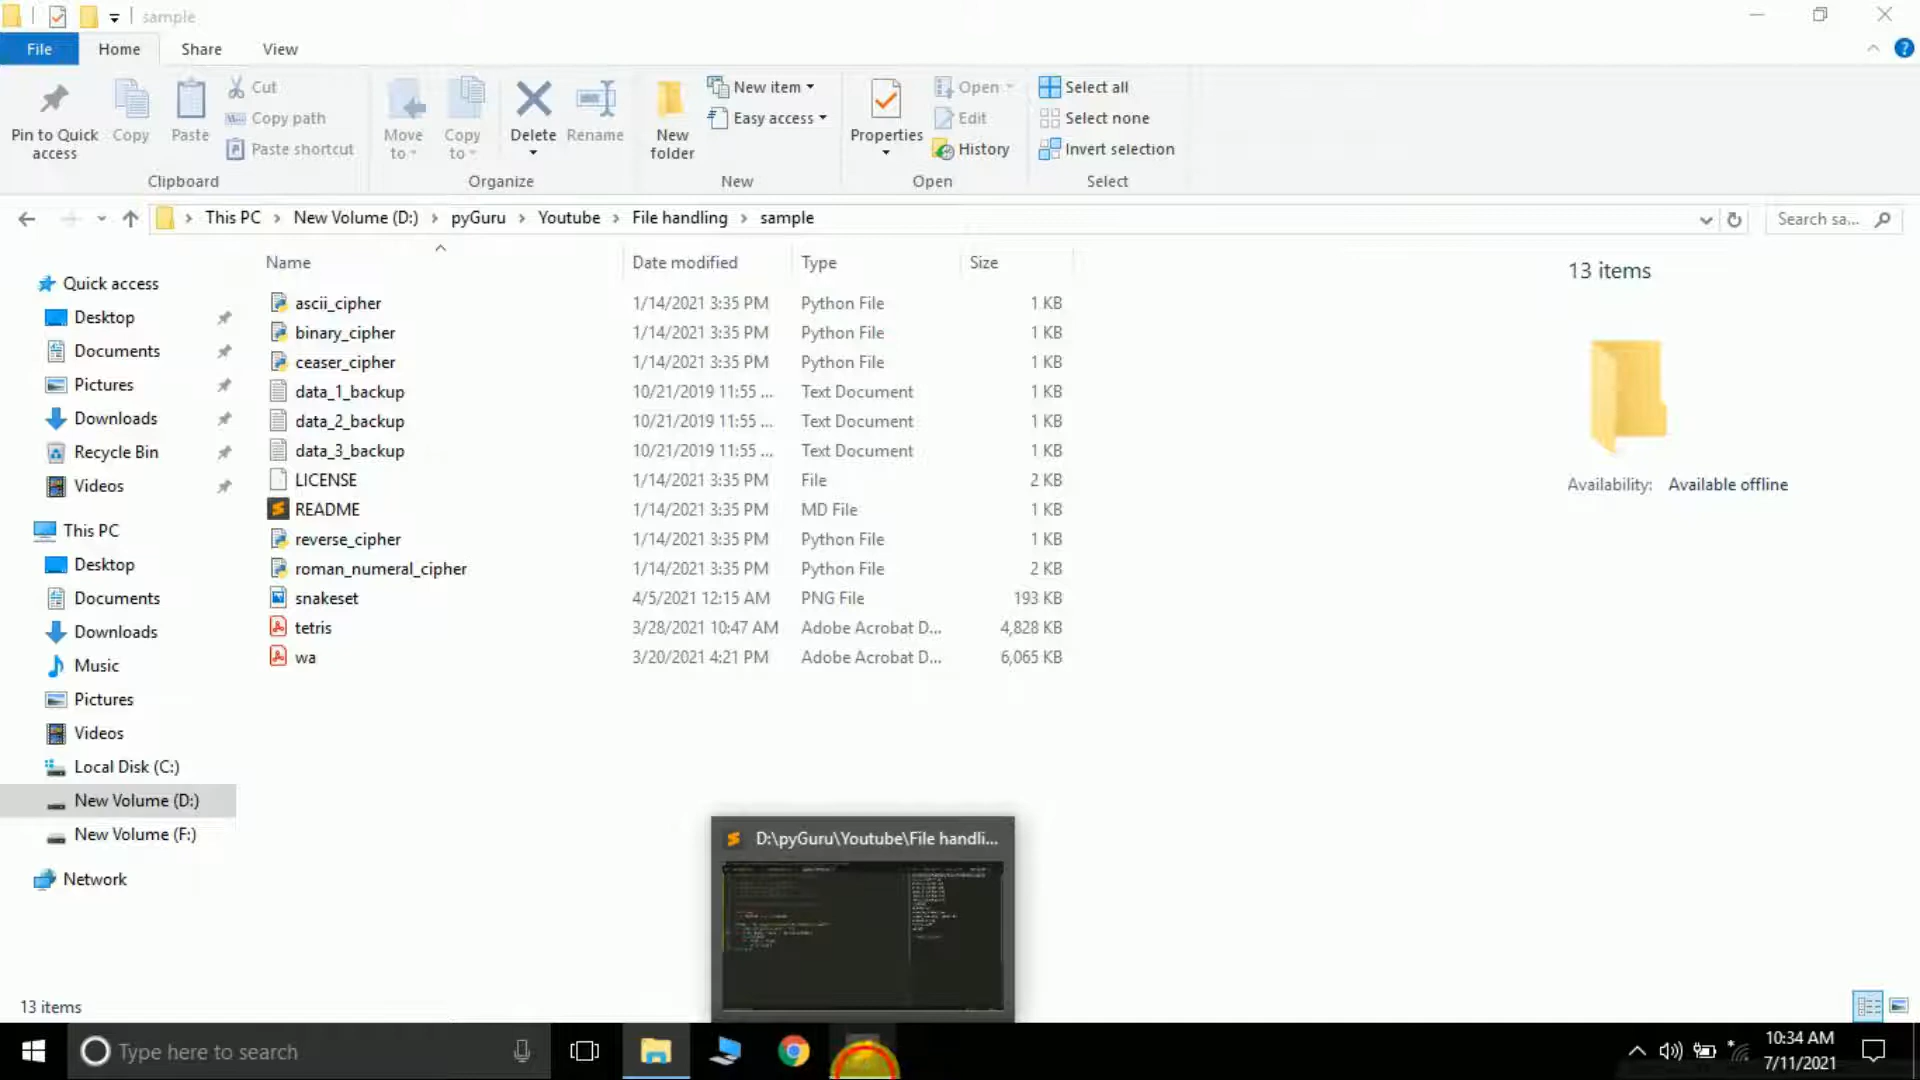 sample
File Home Share View
Pin to Quick access
Copy
Paste
Cut
Copy path
Paste shortcut
Clipboard
Move to
Copy to
Delete
Rename
Organize
New folder
New item
Easy access
New
Properties
Open
Edit
History
Open
Select all
Select none
Invert selection
Select
This PC New Volume (D:) pyGuru Youtube File handling sample
Search sa...
Name Date modified Type Size
ascii_cipher 1/14/2021 3:35 PM Python File 1 KB
binary_cipher 1/14/2021 3:35 PM Python File 1 KB
ceaser_cipher 1/14/2021 3:35 PM Python File 1 KB
data_1_backup 10/21/2019 11:55 ... Text Document 1 KB
data_2_backup 10/21/2019 11:55 ... Text Document 1 KB
data_3_backup 10/21/2019 11:55 ... Text Document 1 KB
LICENSE 1/14/2021 3:35 PM File 2 KB
README 1/14/2021 3:35 PM MD File 1 KB
reverse_cipher 1/14/2021 3:35 PM Python File 1 KB
roman_numeral_cipher 1/14/2021 3:35 PM Python File 2 KB
snakeset 4/5/2021 12:15 AM PNG File 193 KB
tetris 3/28/2021 10:47 AM Adobe Acrobat D... 4,828 KB
wa 3/20/2021 4:21 PM Adobe Acrobat D... 6,065 KB
Quick access
Desktop
Documents
Pictures
Downloads
Recycle Bin
Videos
This PC
Desktop
Documents
Downloads
Music
Pictures
Videos
Local Disk (C:)
New Volume (D:)
New Volume (F:)
Network
13 items
Availability: Available offline
D:\pyGuru\Youtube\File handli...
13 items
Type here to search
10:34 AM
7/11/2021